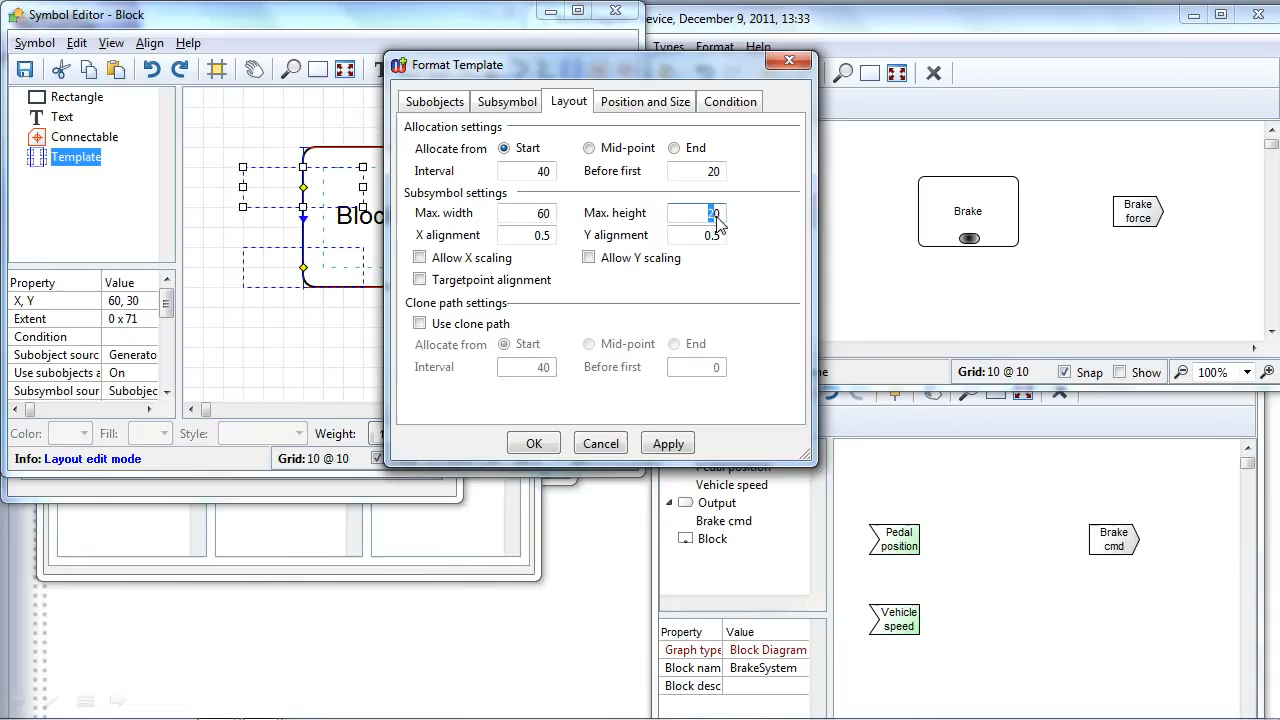 Symbol Editor - Block
Symbol Edit View Align Help
Rectangle
Text
Connectable
Template
Bloc
Property Value
X, Y 60, 30
Extent 0 x 71
Condition
Subobject sourc Generato
Use subobjects a On
Subsymbol sour Subobjec
Color: Fill: Style: Weight:
Info: Layout edit mode
Grid: 10 @ 10
Format Template
Subobjects Subsymbol Layout Position and Size Condition
Allocation settings
Allocate from Start Mid-point End
Interval 40 Before first 20
Subsymbol settings
Max. width 60 Max. height 20
X alignment 0.5 Y alignment 0.5
Allow X scaling Allow Y scaling
Targetpoint alignment
Clone path settings
Use clone path
Allocate from Start Mid-point End
Interval 40 Before first 0
OK Cancel Apply
evice, December 9, 2011, 13:33
Types Format Help
Brake
Brake
force
Grid: 10 @ 10 Snap Show 100%
Pedal position
Vehicle speed
Output
Brake cmd
Block
Pedal
position
Brake
cmd
Vehicle
speed
Property Value
Graph type Block Diagram
Block nam BrakeSystem
Block desc